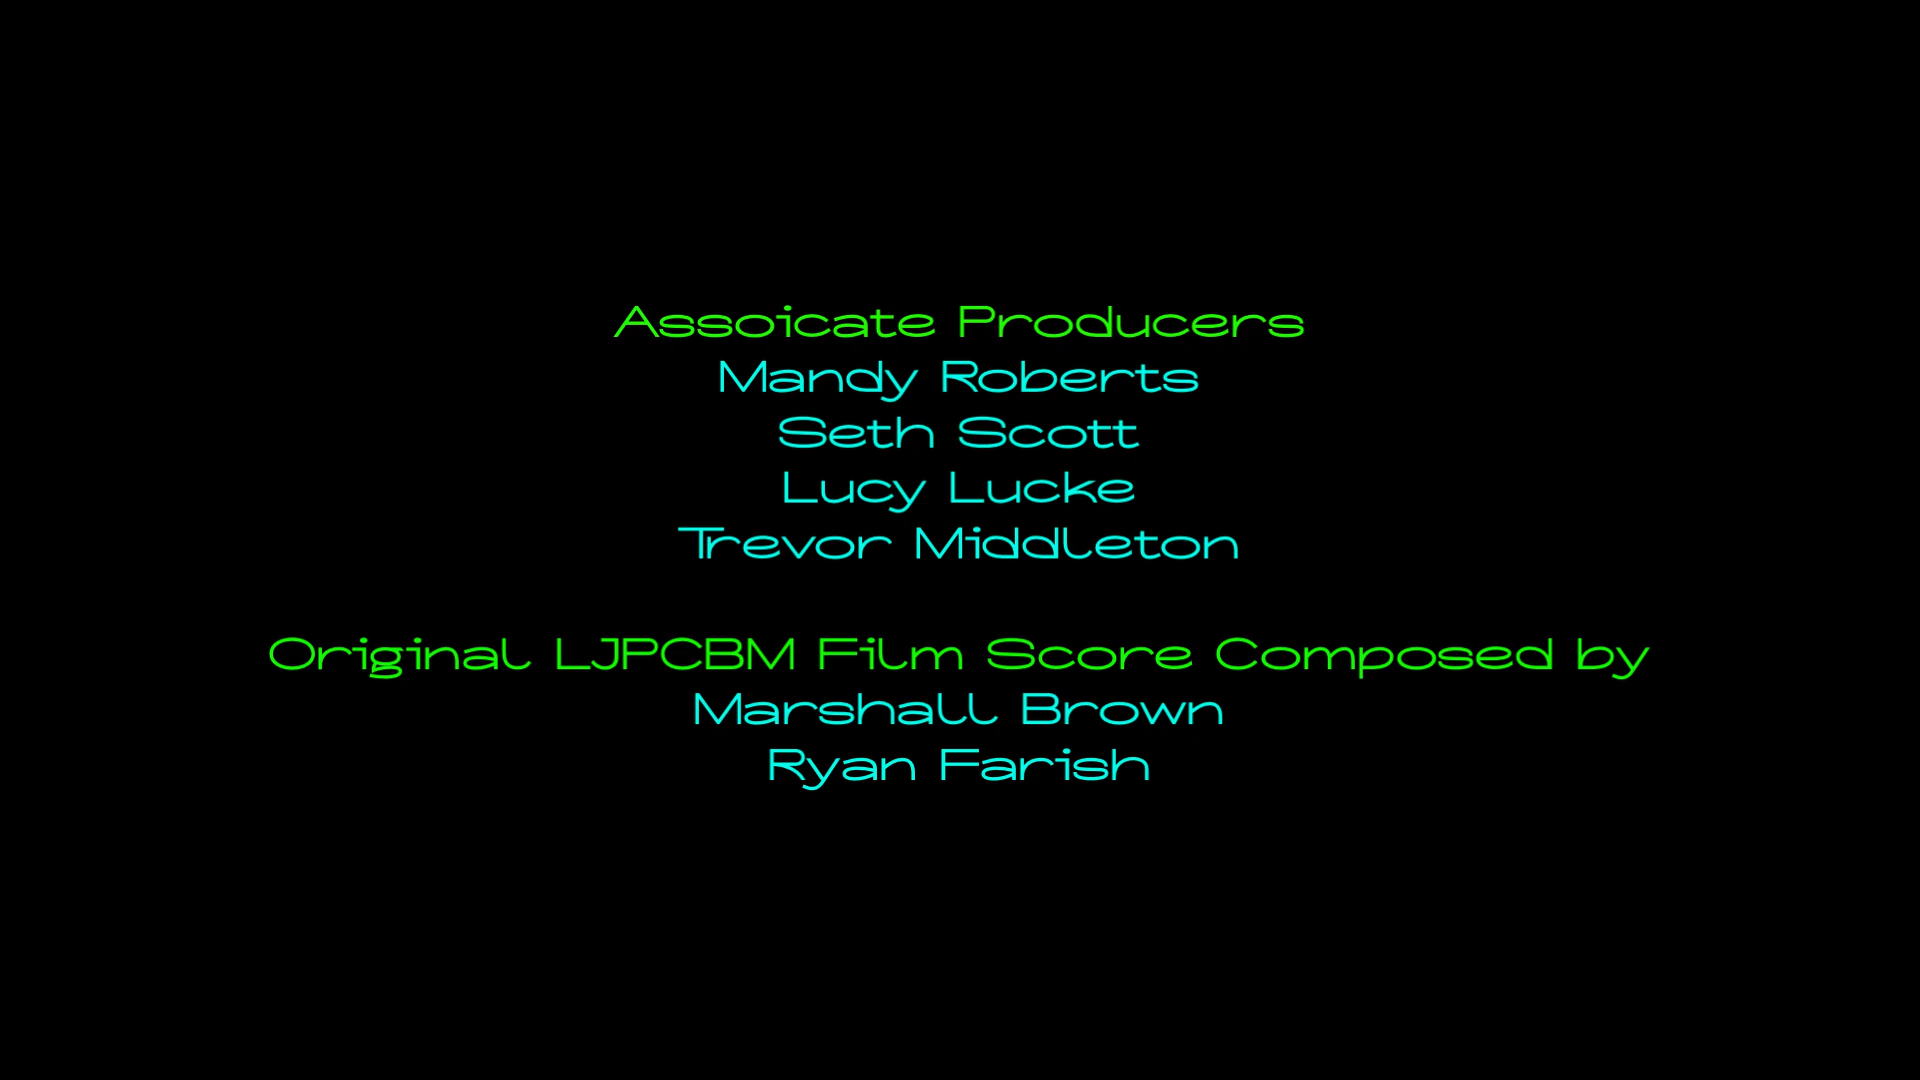 Assoicate Producers
Mandy Roberts
Seth Scott
Lucy Lucke
Trevor Middleton
Original LJPCBM Film Score Composed by
Marshall Brown
Ryan Farish